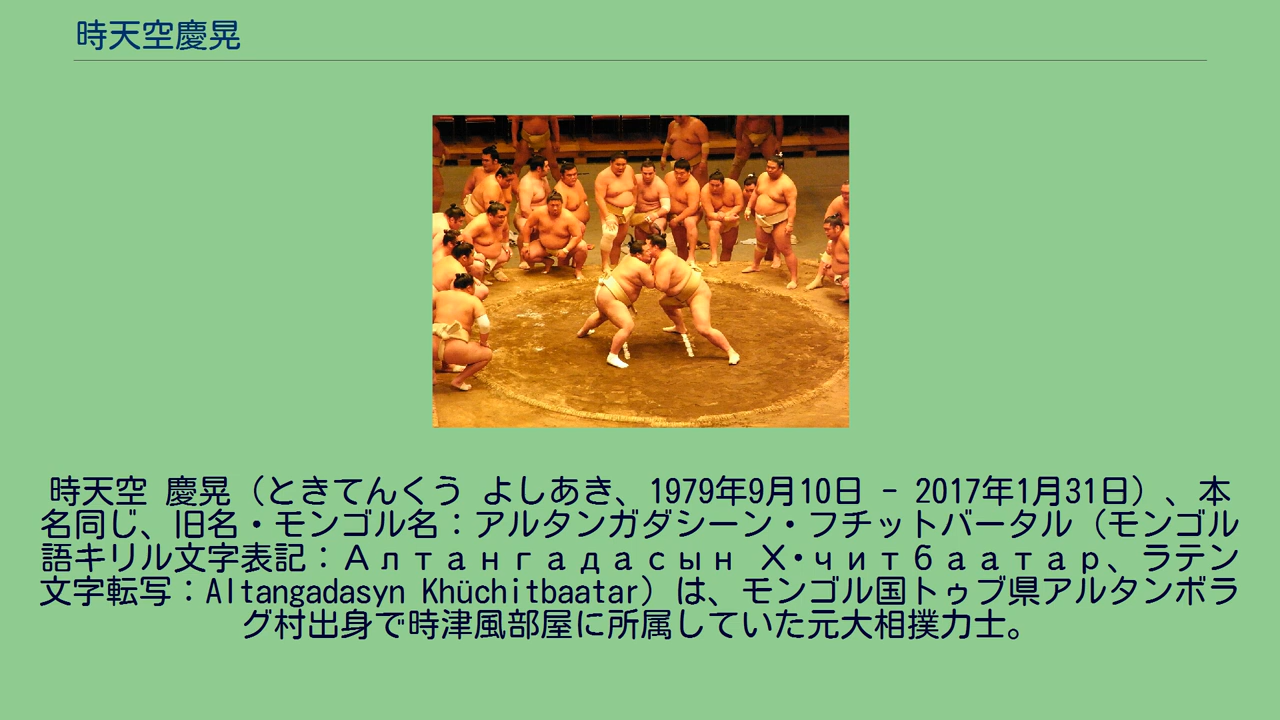 時天空慶晃
時天空 慶晃（ときてんくう よしあき、1979年9月10日 - 2017年1月31日）、本
名同じ、旧名・モンゴル名：アルタンガダシーン・フチットバータル（モンゴル
語キリル文字表記：Ａｌтангадасын Х・читбаатар、ラテン
文字転写：Altangadasyn Khüchitbaatar）は、モンゴル国トゥブ県アルタンボラ
グ村出身で時津風部屋に所属していた元大相撲力士。